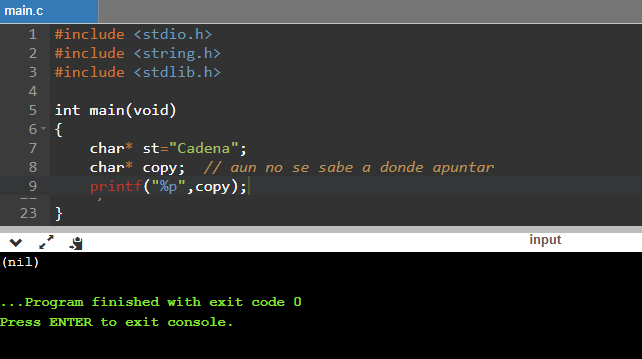 main.c
1 #include <stdio.h>
2 #include <string.h>
3 #include <stdlib.h>
4
5 int main(void)
6 {
7 char* st="Cadena";
8 char* copy;  // aun no se sabe a donde apuntar
9 printf("%p",copy);
23 }
input
(nil)
...Program finished with exit code 0
Press ENTER to exit console.